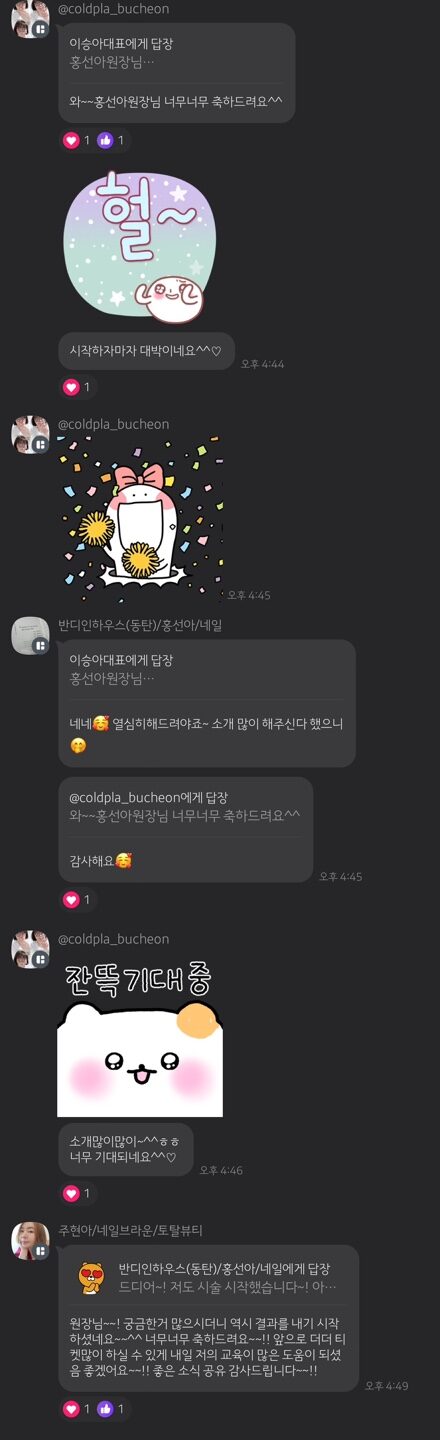 @coldpla_bucheon
이승아대표에게 답장
홍선아원장님…
와~~홍선아원장님 너무너무 축하드려요^^
1 1
헐~
시작하자마자 대박이네요^^♡
오후 4:44
1
@coldpla_bucheon
오후 4:45
반디인하우스(동탄)/홍선아/네일
이승아대표에게 답장
홍선아원장님…
네네🥰 열심히해드려야죠~ 소개 많이 해주신다 했으니
🤭
@coldpla_bucheon에게 답장
와~~홍선아원장님 너무너무 축하드려요^^
감사해요🥰
오후 4:45
1
@coldpla_bucheon
잔뜩 기대 중
소개많이많이~^^ㅎㅎ
너무 기대되네요^^♡
오후 4:46
1
주현아/네일브라운/토탈뷰티
반디인하우스(동탄)/홍선아/네일에게 답장
드디어~! 저도 시술 시작했습니다~! 아…
원장님~~! 궁금한거 많으시더니 역시 결과를 내기 시작
하셨네요~~^^ 너무너무 축하드려요~~!! 앞으로 더더 티
켓많이 하실 수 있게 내일 저의 교육이 많은 도움이 되셨
음 좋겠어요~~!! 좋은 소식 공유 감사드립니다~~!!
오후 4:49
1 1